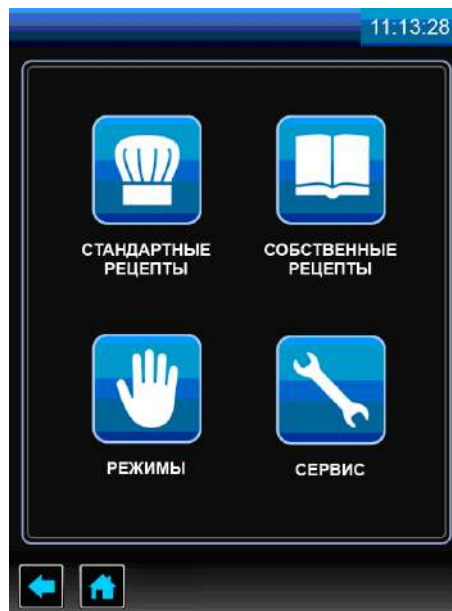 11:13:28
СТАНДАРТНЫЕ
РЕЦЕПТЫ
СОБСТВЕННЫЕ
РЕЦЕПТЫ
РЕЖИМЫ
СЕРВИС